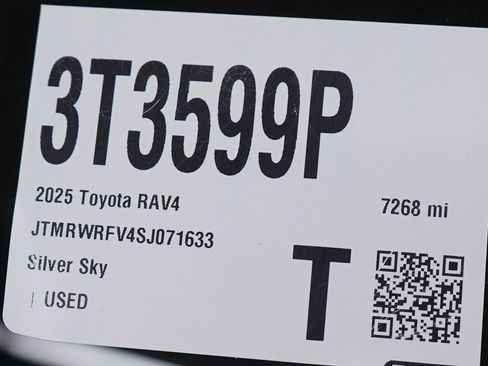 3T3599P
2025 Toyota RAV4
7268 mi
JTMRWRFV4SJ071633
Silver Sky
T
| USED